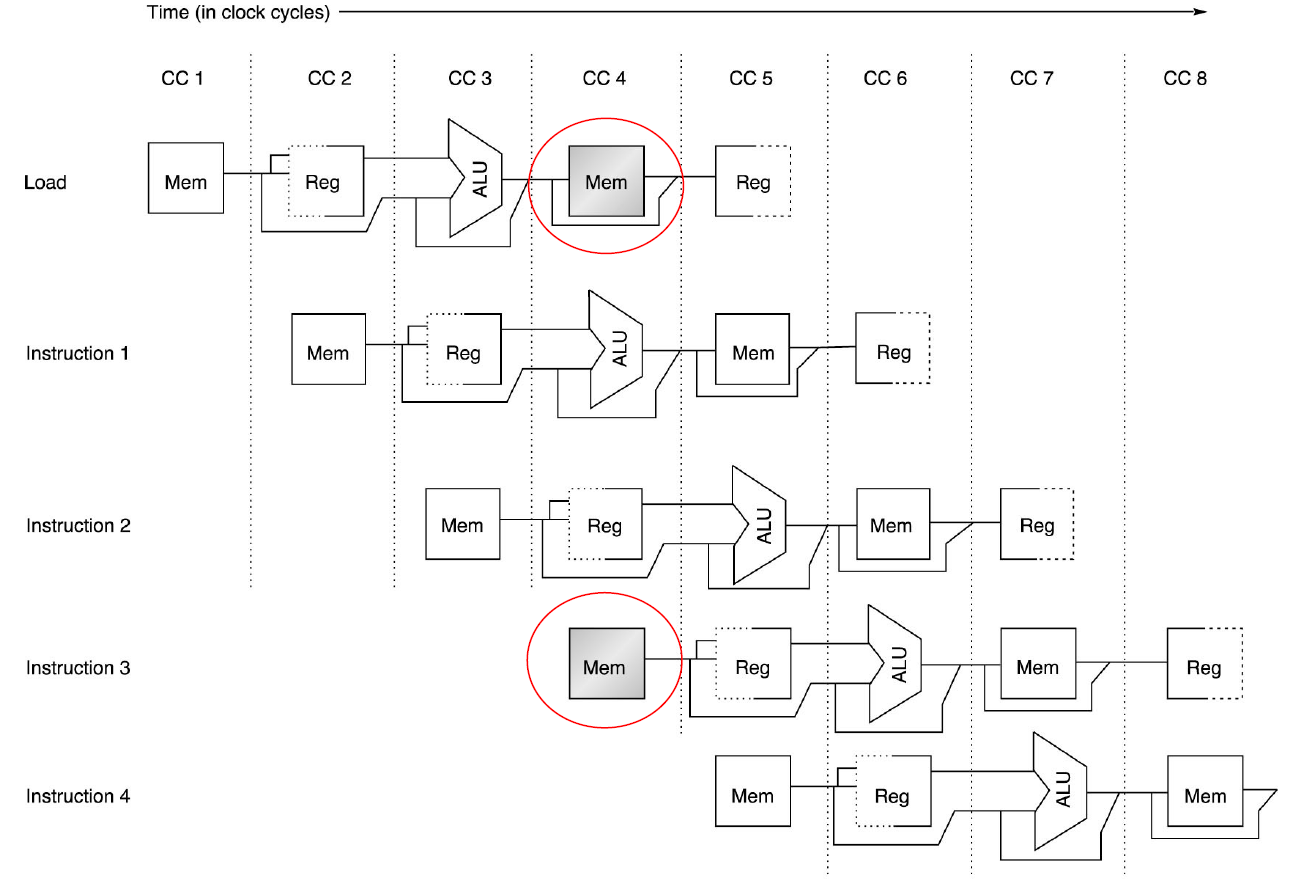 Time (in clock cycles)
CC 1 CC 2 CC 3 CC 4 CC 5 CC 6 CC 7 CC 8
Load Mem Reg ALU Mem Reg
Instruction 1 Mem Reg ALU Mem Reg
Instruction 2 Mem Reg ALU Mem Reg
Instruction 3 Mem Reg ALU Mem Reg
Instruction 4 Mem Reg ALU Mem